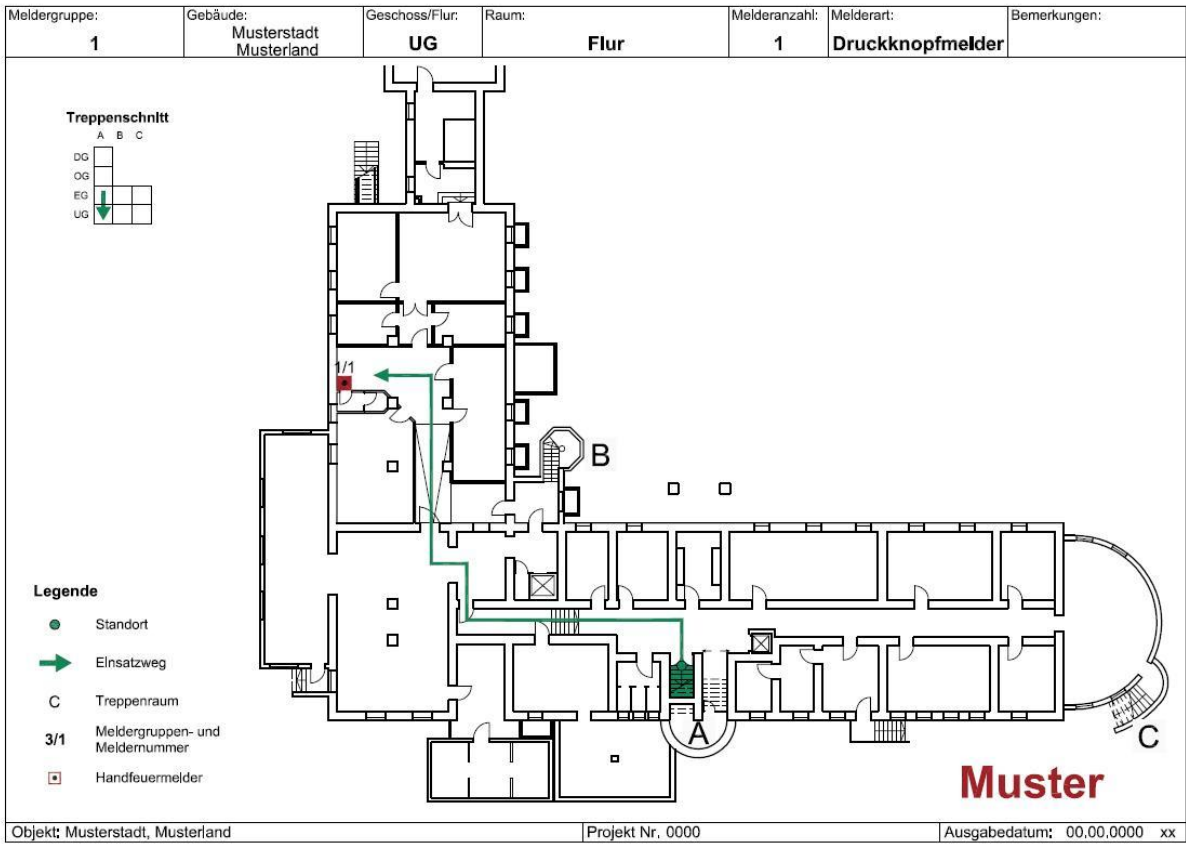 Meldergruppe: Gebäude: Geschoss/Flur: Raum: Melderanzahl: Melderart: Bemerkungen:
1 Musterstadt Musterland UG Flur 1 Druckknopfmelder
Treppenschnitt
A B C
DG
OG
EG
UG
1/1
B
A
C
Legende
Standort
Einsatzweg
C Treppenraum
3/1 Meldergruppen- und
Meldernummer
Handfeuermelder
Muster
Objekt: Musterstadt, Musterland Projekt Nr. 0000 Ausgabedatum: 00.00.0000 xx